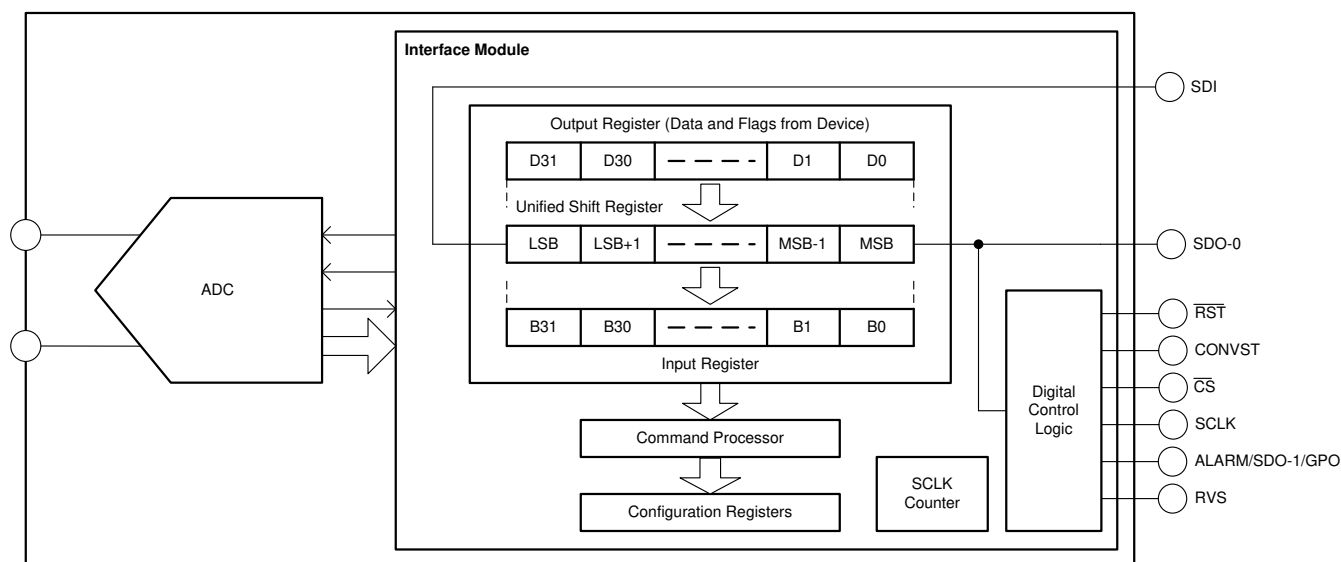 Interface Module
SDI
Output Register (Data and Flags from Device)
D31 D30 D1 D0
Unified Shift Register
LSB LSB+1 MSB-1 MSB
SDO-0
ADC
B31 B30 B1 B0
Input Register
RST
CONVST
CS
SCLK
ALARM/SDO-1/GPO
RVS
Digital
Control
Logic
Command Processor
SCLK
Counter
Configuration Registers